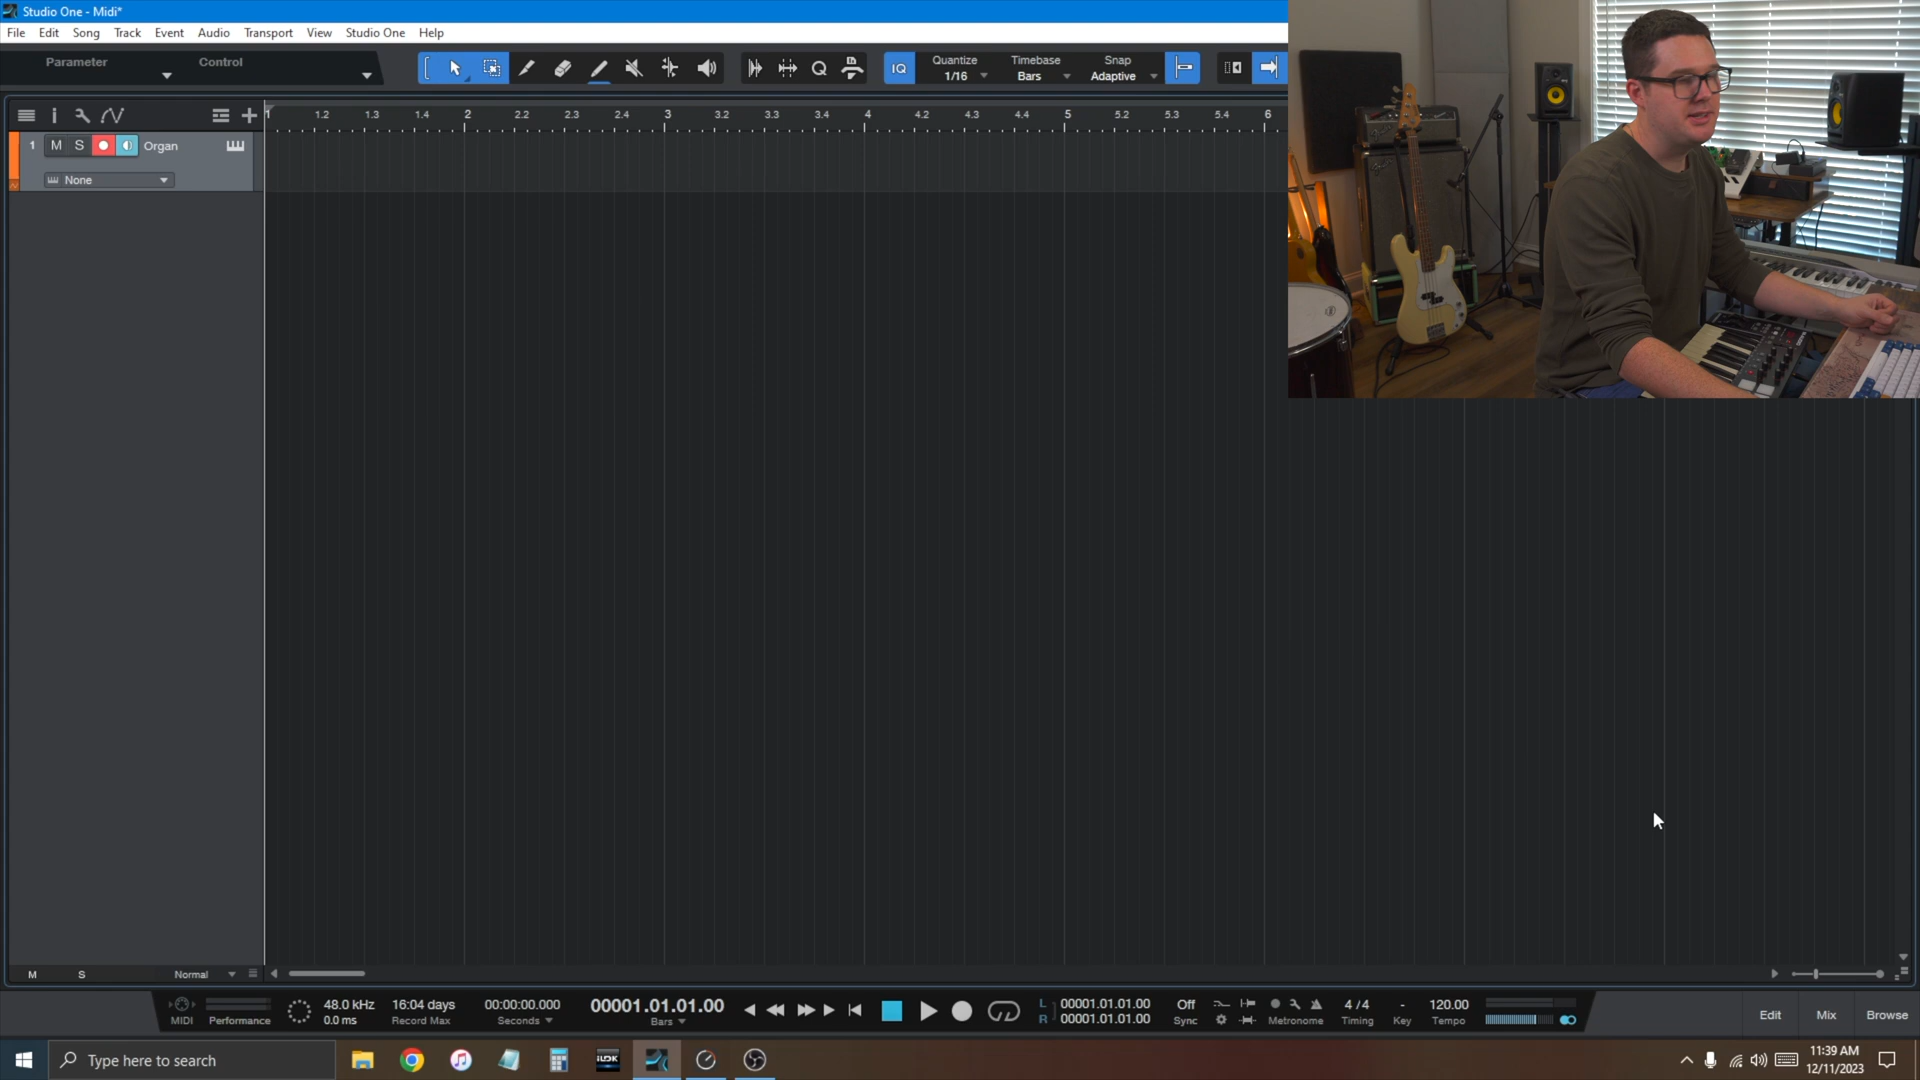 Studio One - Midi*
File Edit Song Track Event Audio Transport View Studio One Help
Parameter Control
IQ
Quantize Timebase Snap
1/16 Bars Adaptive
1 1.2 1.3 1.4 2 2.2 2.3 2.4 3 3.2 3.3 3.4 4 4.2 4.3 4.4 5 5.2 5.3 5.4 6
1 M S Organ
None
M S Normal
MIDI Performance
48.0 kHz
0.0 ms
16:04 days
Record Max
00:00:00.000
Seconds
00001.01.01.00
Bars
L 00001.01.01.00
R 00001.01.01.00
Off
Sync
Metronome
4 / 4
Timing
-
Key
120.00
Tempo
Edit Mix Browse
Type here to search
iLOK
11:39 AM
12/11/2023